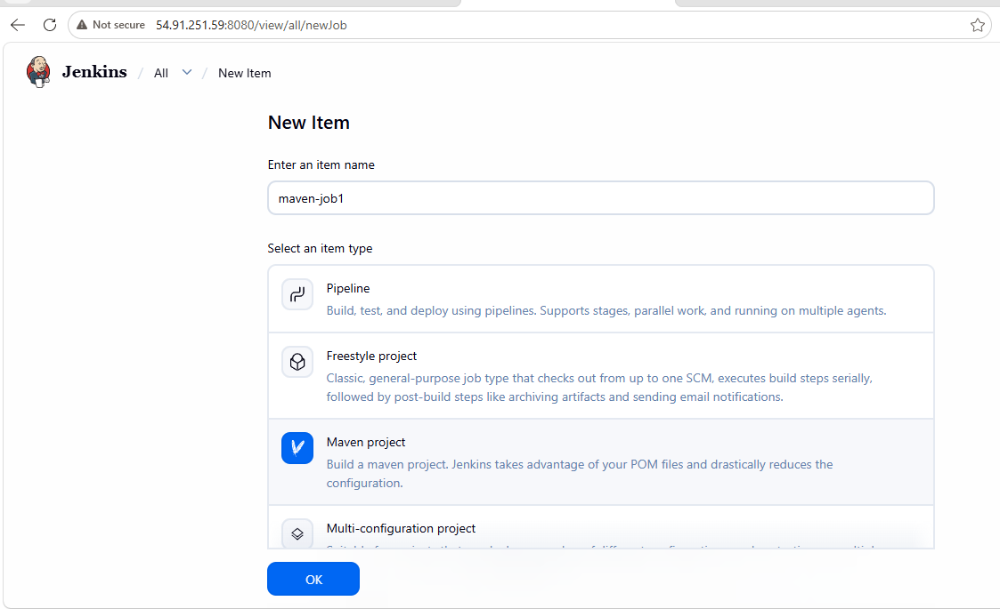 Not secure 54.91.251.59:8080/view/all/newJob
Jenkins / All / New Item
New Item
Enter an item name
maven-job1
Select an item type
Pipeline
Build, test, and deploy using pipelines. Supports stages, parallel work, and running on multiple agents.
Freestyle project
Classic, general-purpose job type that checks out from up to one SCM, executes build steps serially,
followed by post-build steps like archiving artifacts and sending email notifications.
Maven project
Build a maven project. Jenkins takes advantage of your POM files and drastically reduces the
configuration.
Multi-configuration project
OK